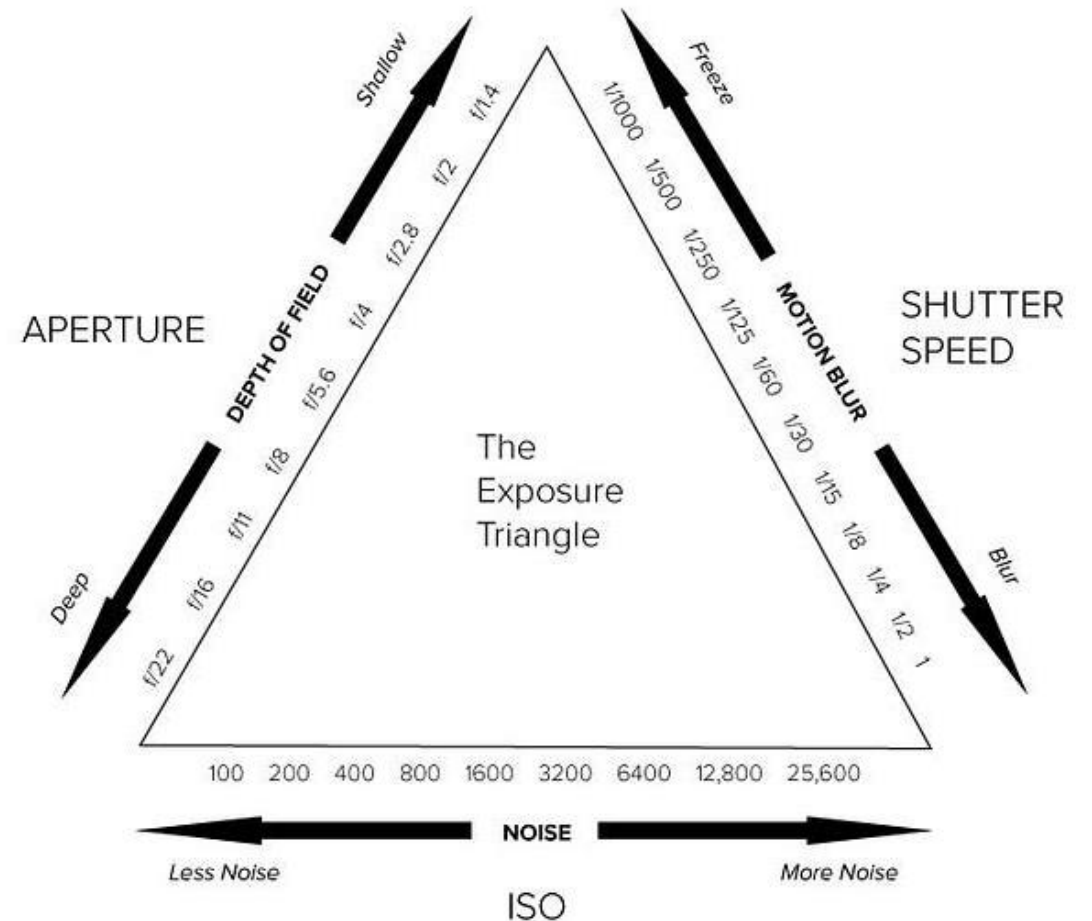 APERTURE
Shallow
DEPTH OF FIELD
Deep
f/1.4
f/2
f/2.8
f/4
f/5.6
f/8
f/11
f/16
f/22
The
Exposure
Triangle
Freeze
MOTION BLUR
Blur
1/1000
1/500
1/250
1/125
1/60
1/30
1/15
1/8
1/4
1/2
1
SHUTTER
SPEED
100 200 400 800 1600 3200 6400 12,800 25,600
NOISE
Less Noise
More Noise
ISO